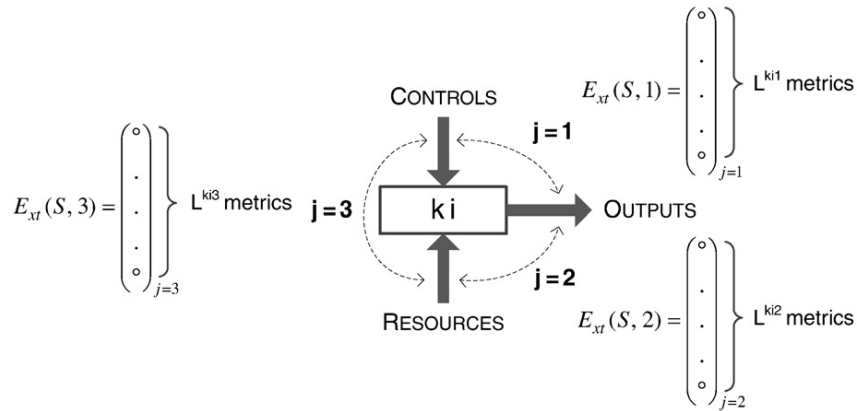 E_xt(S, 1) =
L^ki1 metrics
j=1
CONTROLS
j=1
E_xt(S, 3) =
L^ki3 metrics
j=3
j=3
ki
OUTPUTS
j=2
RESOURCES
E_xt(S, 2) =
L^ki2 metrics
j=2